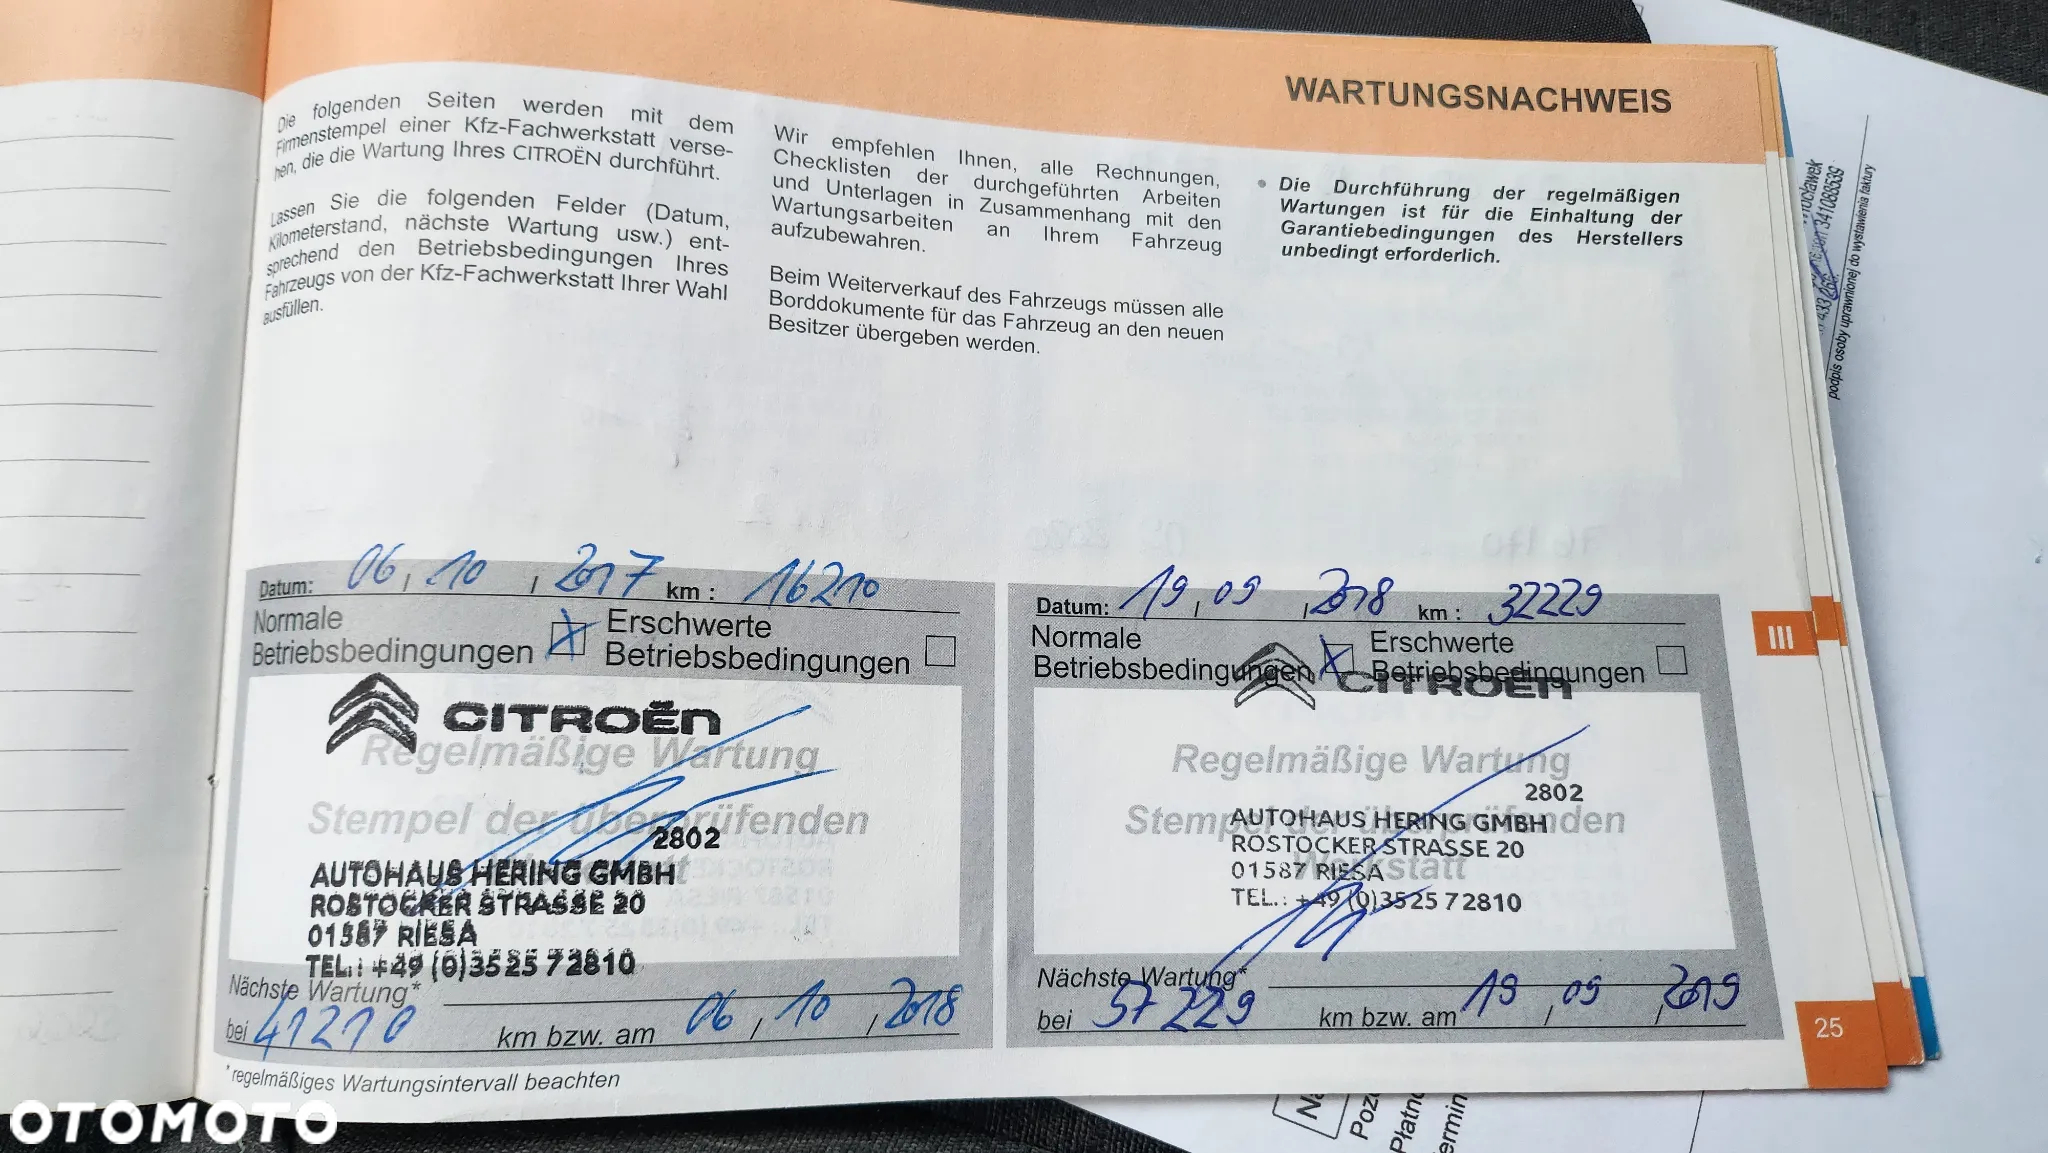 WARTUNGSNACHWEIS
Die folgenden Seiten werden mit dem
Firmenstempel einer Kfz-Fachwerkstatt verse-
hen, die die Wartung Ihres CITROËN durchführt.
Lassen Sie die folgenden Felder (Datum,
Kilometerstand, nächste Wartung usw.) ent-
sprechend den Betriebsbedingungen Ihres
Fahrzeugs von der Kfz-Fachwerkstatt Ihrer Wahl
ausfüllen.
Wir empfehlen Ihnen, alle Rechnungen,
Checklisten der durchgeführten Arbeiten
und Unterlagen in Zusammenhang mit den
Wartungsarbeiten an Ihrem Fahrzeug
aufzubewahren.
Beim Weiterverkauf des Fahrzeugs müssen alle
Borddokumente für das Fahrzeug an den neuen
Besitzer übergeben werden.
• Die Durchführung der regelmäßigen
Wartungen ist für die Einhaltung der
Garantiebedingungen des Herstellers
unbedingt erforderlich.
Datum: 06 / 10 / 2017 km : 16210
Normale
Betriebsbedingungen
Erschwerte
Betriebsbedingungen
CITROËN
Regelmäßige Wartung
Stempel der überprüfenden
2802
AUTOHAUS HERING GMBH
ROSTOCKER STRASSE 20
01587 RIESA
TEL.: +49 (0)3525 72810
Nächste Wartung*
bei 41210 km bzw. am 06 / 10 / 2018
*regelmäßiges Wartungsintervall beachten
Datum: 19 / 09 / 2018 km : 32229
Normale
Betriebsbedingungen
Erschwerte
Betriebsbedingungen
CITROËN
Regelmäßige Wartung
2802
Stempel der überprüfenden
AUTOHAUS HERING GMBH
ROSTOCKER STRASSE 20
Werkstatt
01587 RIESA
TEL.: +49 (0)3525 72810
Nächste Wartung*
bei 57229 km bzw. am 19 / 09 / 2019
III
25
podpis osoby uprawnionej do wystawienia faktury
OTOMOTO